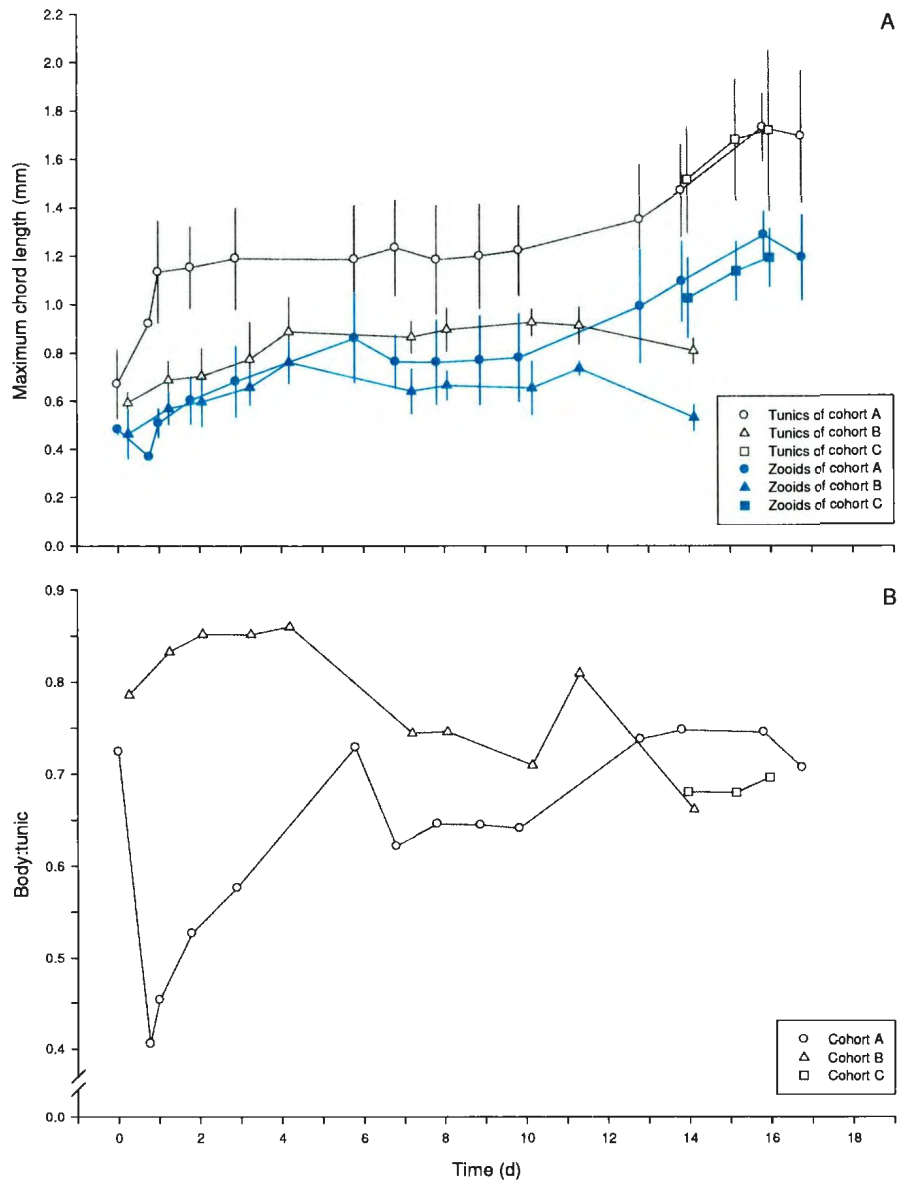 A
2.2
2.0
1.8
1.6
1.4
1.2
1.0
0.8
0.6
0.4
0.2
0.0
Maximum chord length (mm)
Tunics of cohort A
Tunics of cohort B
Tunics of cohort C
Zooids of cohort A
Zooids of cohort B
Zooids of cohort C
B
0.9
0.8
0.7
0.6
0.5
0.4
0.0
Body:tunic
Cohort A
Cohort B
Cohort C
0 2 4 6 8 10 12 14 16 18
Time (d)